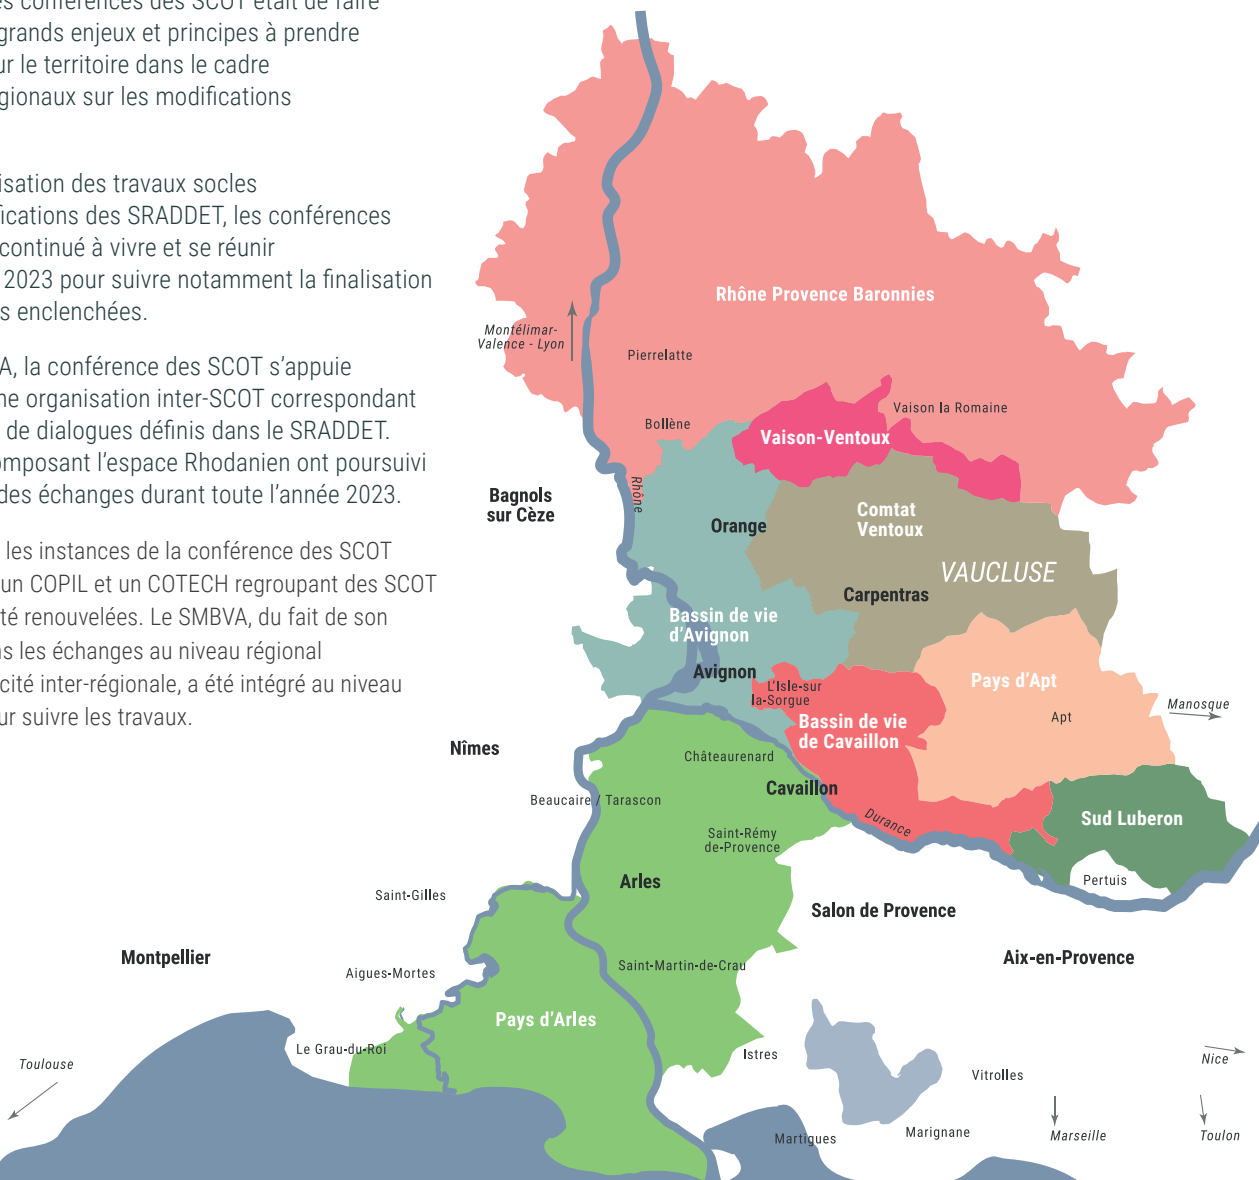 es conférences des SCOT était de faire
grands enjeux et principes à prendre
ur le territoire dans le cadre
gionaux sur les modifications
isation des travaux socles
fications des SRADDET, les conférences
continué à vivre et se réunir
2023 pour suivre notamment la finalisation
s enclenchées.
A, la conférence des SCOT s’appuie
ne organisation inter-SCOT correspondant
de dialogues définis dans le SRADDET.
omposant l’espace Rhodanien ont poursuivi
des échanges durant toute l’année 2023.
les instances de la conférence des SCOT
un COPIL et un COTECH regroupant des SCOT
té renouvelées. Le SMBVA, du fait de son
ns les échanges au niveau régional
cité inter-régionale, a été intégré au niveau
ur suivre les travaux.
Rhône Provence Baronnies
Montélimar-
Valence - Lyon
Pierrelatte
Vaison la Romaine
Bollène
Vaison-Ventoux
Rhône
Bagnols
sur Cèze
Orange
Comtat
Ventoux
VAUCLUSE
Carpentras
Bassin de vie
d’Avignon
Avignon
L’Isle-sur
la-Sorgue
Pays d’Apt
Apt
Manosque
Bassin de vie
de Cavaillon
Nîmes
Châteaurenard
Cavaillon
Beaucaire / Tarascon
Durance
Sud Luberon
Saint-Rémy
de-Provence
Arles
Pertuis
Saint-Gilles
Salon de Provence
Montpellier
Aix-en-Provence
Saint-Martin-de-Crau
Aigues-Mortes
Pays d’Arles
Le Grau-du-Roi
Istres
Toulouse
Nice
Vitrolles
Martigues
Marignane
Marseille
Toulon